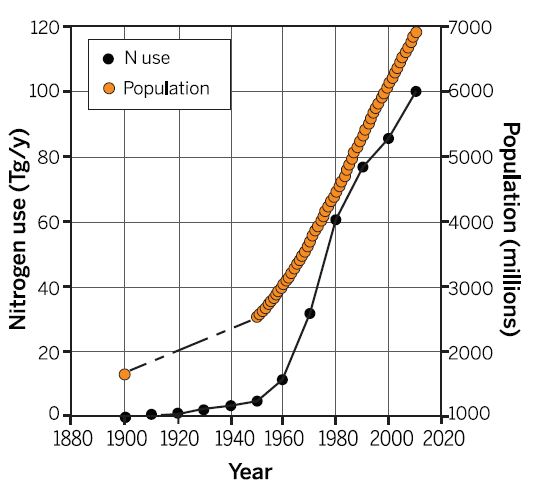 120
100
80
60
40
20
0
Nitrogen use (Tg/y)
N use
Population
7000
6000
5000
4000
3000
2000
1000
Population (millions)
1880 1900 1920 1940 1960 1980 2000 2020
Year